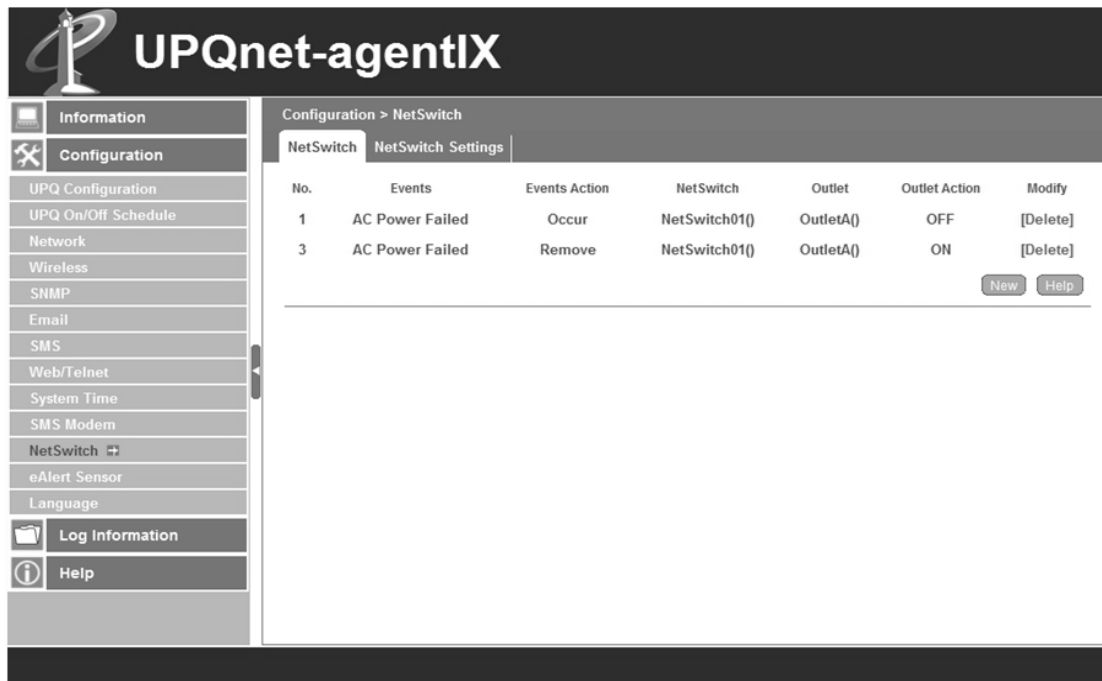 UPQnet-agentIX
Information
Configuration
UPQ Configuration
UPQ On/Off Schedule
Network
Wireless
SNMP
Email
SMS
Web/Telnet
System Time
SMS Modem
NetSwitch
eAlert Sensor
Language
Log Information
Help
Configuration > NetSwitch
NetSwitch NetSwitch Settings
No. Events Events Action NetSwitch Outlet Outlet Action Modify
1 AC Power Failed Occur NetSwitch01() OutletA() OFF [Delete]
3 AC Power Failed Remove NetSwitch01() OutletA() ON [Delete]
New Help